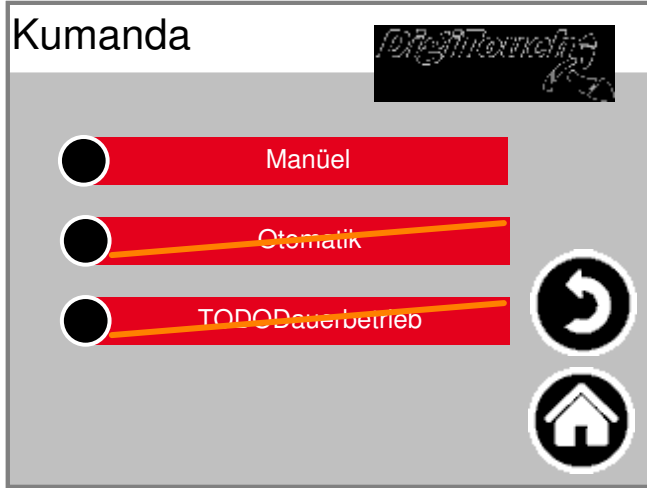 Kumanda
DigiTouch
Manüel
Otomatik
TODODauerbetrieb